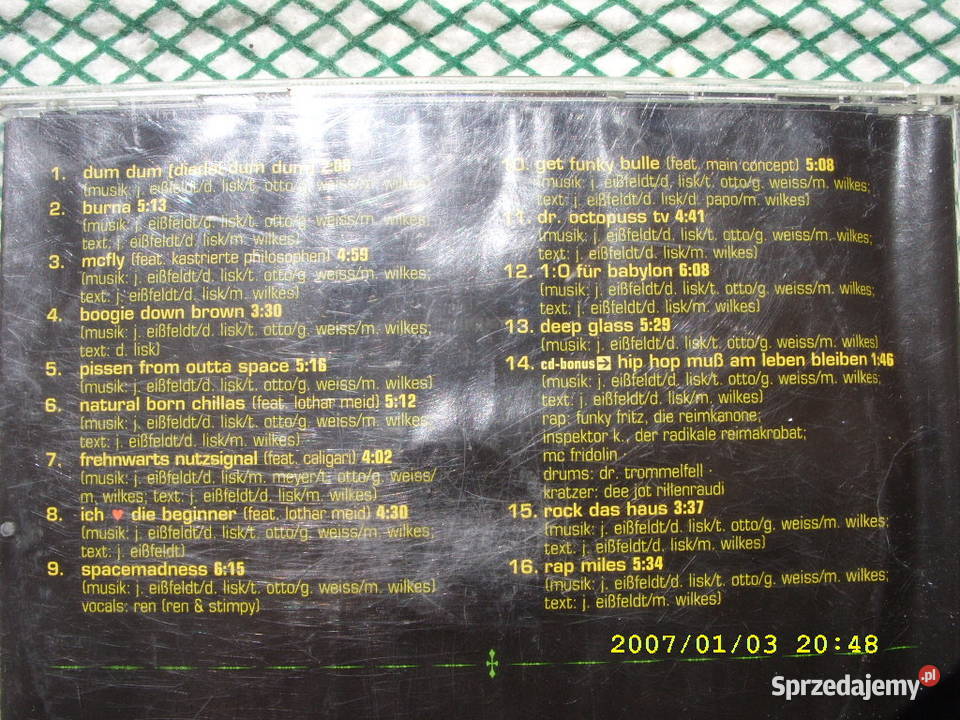 1. dum dum (diedel dum dum) 2:08
(musik: j. eißfeldt/d. lisk/t. otto/g. weiss/m. wilkes)
2. burna 5:13
(musik: j. eißfeldt/d. lisk/t. otto/g. weiss/m. wilkes;
text: j. eißfeldt/d. lisk/m. wilkes)
3. mcfly (feat. kastrierte philosophen) 4:59
(musik: j. eißfeldt/d. lisk/t. otto/g. weiss/m. wilkes;
text: j. eißfeldt/d. lisk/m. wilkes)
4. boogie down brown 3:30
(musik: j. eißfeldt/d. lisk/t. otto/g. weiss/m. wilkes;
text: d. lisk)
5. pissen from outta space 5:16
(musik: j. eißfeldt/d. lisk/t. otto/g. weiss/m. wilkes)
6. natural born chillas (feat. lothar meid) 5:12
(musik: j. eißfeldt/d. lisk/t. otto/g. weiss/m. wilkes;
text: j. eißfeldt/d. lisk/m. wilkes)
7. frehnwarts nutzsignal (feat. caligari) 4:02
(musik: j. eißfeldt/d. lisk/m. meyer/t. otto/g. weiss/
m. wilkes; text: j. eißfeldt/d. lisk/m. wilkes)
8. ich ♥ die beginner (feat. lothar meid) 4:30
(musik: j. eißfeldt/d. lisk/t. otto/g. weiss/m. wilkes;
text: j. eißfeldt)
9. spacemadness 6:15
(musik: j. eißfeldt/d. lisk/t. otto/g. weiss/m. wilkes)
vocals: ren (ren & stimpy)
10. get funky bulle (feat. main concept) 5:08
(musik: j. eißfeldt/d. lisk/t. otto/g. weiss/m. wilkes;
text: j. eißfeldt/d. lisk/d. papo/m. wilkes)
11. dr. octopuss tv 4:41
(musik: j. eißfeldt/d. lisk/t. otto/g. weiss/m. wilkes;
text: j. eißfeldt/d. lisk/m. wilkes)
12. 1:0 für babylon 6:08
(musik: j. eißfeldt/d. lisk/t. otto/g. weiss/m. wilkes;
text: j. eißfeldt/d. lisk/m. wilkes)
13. deep glass 5:29
(musik: j. eißfeldt/d. lisk/t. otto/g. weiss/m. wilkes)
14. cd-bonus ➔ hip hop muß am leben bleiben 1:46
(musik: j. eißfeldt/d. lisk/t. otto/g. weiss/m. wilkes;
text: j. eißfeldt/d. lisk/m. wilkes)
rap: funky fritz, die reimkanone;
inspektor k., der radikale reimakrobat;
mc fridolin
drums: dr. trommelfell
kratzer: dee jot rillenraudi
15. rock das haus 3:37
(musik: j. eißfeldt/d. lisk/t. otto/g. weiss/m. wilkes;
text: j. eißfeldt/d. lisk/m. wilkes)
16. rap miles 5:34
(musik: j. eißfeldt/d. lisk/t. otto/g. weiss/m. wilkes;
text: j. eißfeldt/m. wilkes)
2007/01/03 20:48
Sprzedajemy.pl